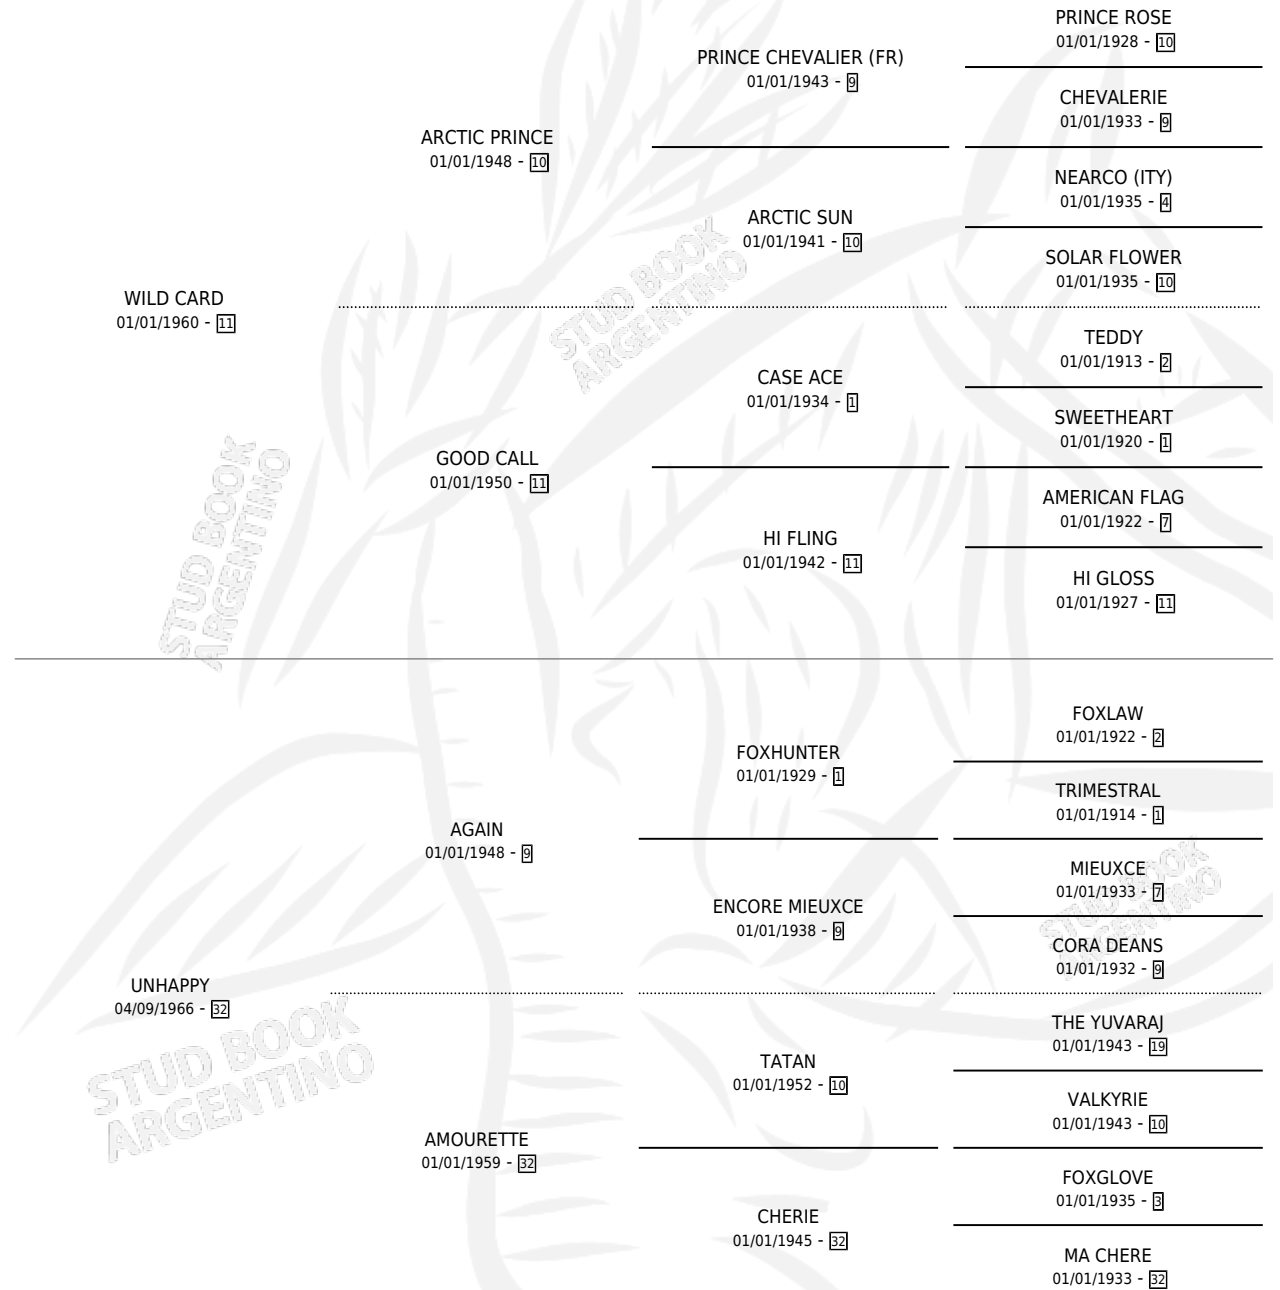 PRINCE ROSE
01/01/1928 - 10
PRINCE CHEVALIER (FR)
01/01/1943 - 9
CHEVALERIE
01/01/1933 - 9
ARCTIC PRINCE
01/01/1948 - 10
NEARCO (ITY)
01/01/1935 - 4
ARCTIC SUN
01/01/1941 - 10
SOLAR FLOWER
01/01/1935 - 10
WILD CARD
01/01/1960 - 11
TEDDY
01/01/1913 - 2
CASE ACE
01/01/1934 - 1
SWEETHEART
01/01/1920 - 1
GOOD CALL
01/01/1950 - 11
AMERICAN FLAG
01/01/1922 - 7
HI FLING
01/01/1942 - 11
HI GLOSS
01/01/1927 - 11
FOXLAW
01/01/1922 - 2
FOXHUNTER
01/01/1929 - 1
TRIMESTRAL
01/01/1914 - 1
AGAIN
01/01/1948 - 9
MIEUXCE
01/01/1933 - 7
ENCORE MIEUXCE
01/01/1938 - 9
CORA DEANS
01/01/1932 - 9
UNHAPPY
04/09/1966 - 32
THE YUVARAJ
01/01/1943 - 19
TATAN
01/01/1952 - 10
VALKYRIE
01/01/1943 - 10
AMOURETTE
01/01/1959 - 32
FOXGLOVE
01/01/1935 - 3
CHERIE
01/01/1945 - 32
MA CHERE
01/01/1933 - 32
STUD BOOK
ARGENTINO
STUD BOOK
ARGENTINO
STUD BOOK
ARGENTINO
STUD BOOK
ARGENTINO